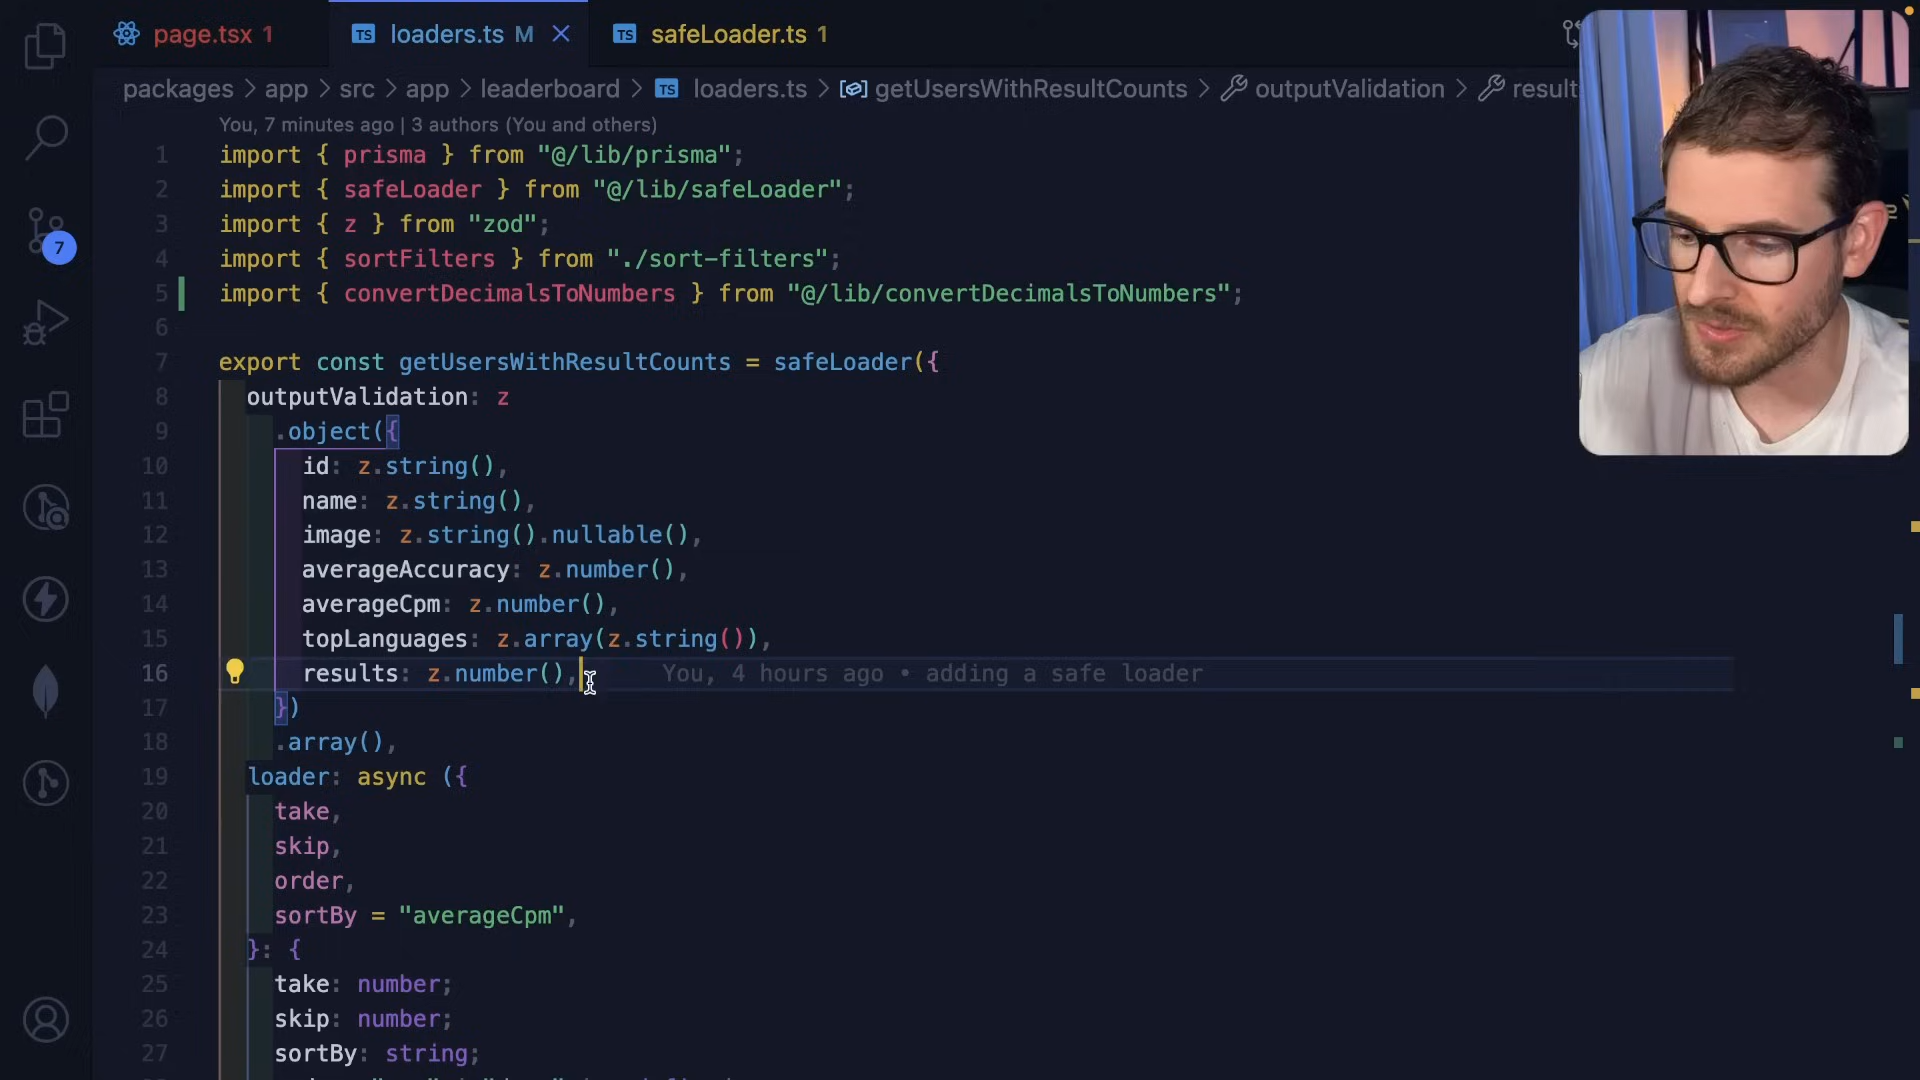 page.tsx 1
TS loaders.ts M
TS safeLoader.ts 1
packages > app > src > app > leaderboard > TS loaders.ts > getUsersWithResultCounts > outputValidation > result
You, 7 minutes ago | 3 authors (You and others)
1 import { prisma } from "@/lib/prisma";
2 import { safeLoader } from "@/lib/safeLoader";
3 import { z } from "zod";
4 import { sortFilters } from "./sort-filters";
5 import { convertDecimalsToNumbers } from "@/lib/convertDecimalsToNumbers";
6
7 export const getUsersWithResultCounts = safeLoader({
8 outputValidation: z
9 .object({
10 id: z.string(),
11 name: z.string(),
12 image: z.string().nullable(),
13 averageAccuracy: z.number(),
14 averageCpm: z.number(),
15 topLanguages: z.array(z.string()),
16 results: z.number(), You, 4 hours ago • adding a safe loader
17 })
18 .array(),
19 loader: async ({
20 take,
21 skip,
22 order,
23 sortBy = "averageCpm",
24 }: {
25 take: number;
26 skip: number;
27 sortBy: string;
7